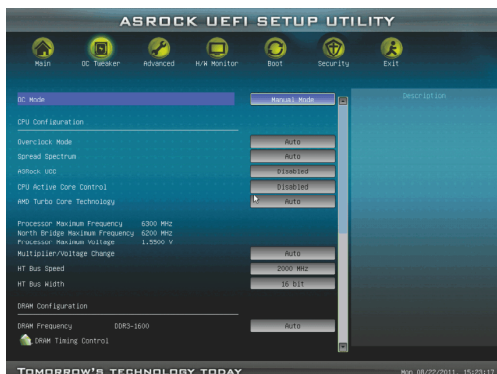 ASROCK UEFI SETUP UTILITY
Main OC Tweaker Advanced H/W Monitor Boot Security Exit
OC Mode Manual Mode
Description
CPU Configuration
Overclock Mode Auto
Spread Spectrum Auto
ASRock UCC Disabled
CPU Active Core Control Disabled
AMD Turbo Core Technology Auto
Processor Maximum Frequency 6300 MHz
North Bridge Maximum Frequency 6200 MHz
Processor Maximum Voltage 1.5500 V
Multiplier/Voltage Change Auto
HT Bus Speed 2000 MHz
HT Bus Width 16 bit
DRAM Configuration
DRAM Frequency DDR3-1600 Auto
DRAM Timing Control
TOMORROW'S TECHNOLOGY TODAY
Mon 08/22/2011, 15:23:17